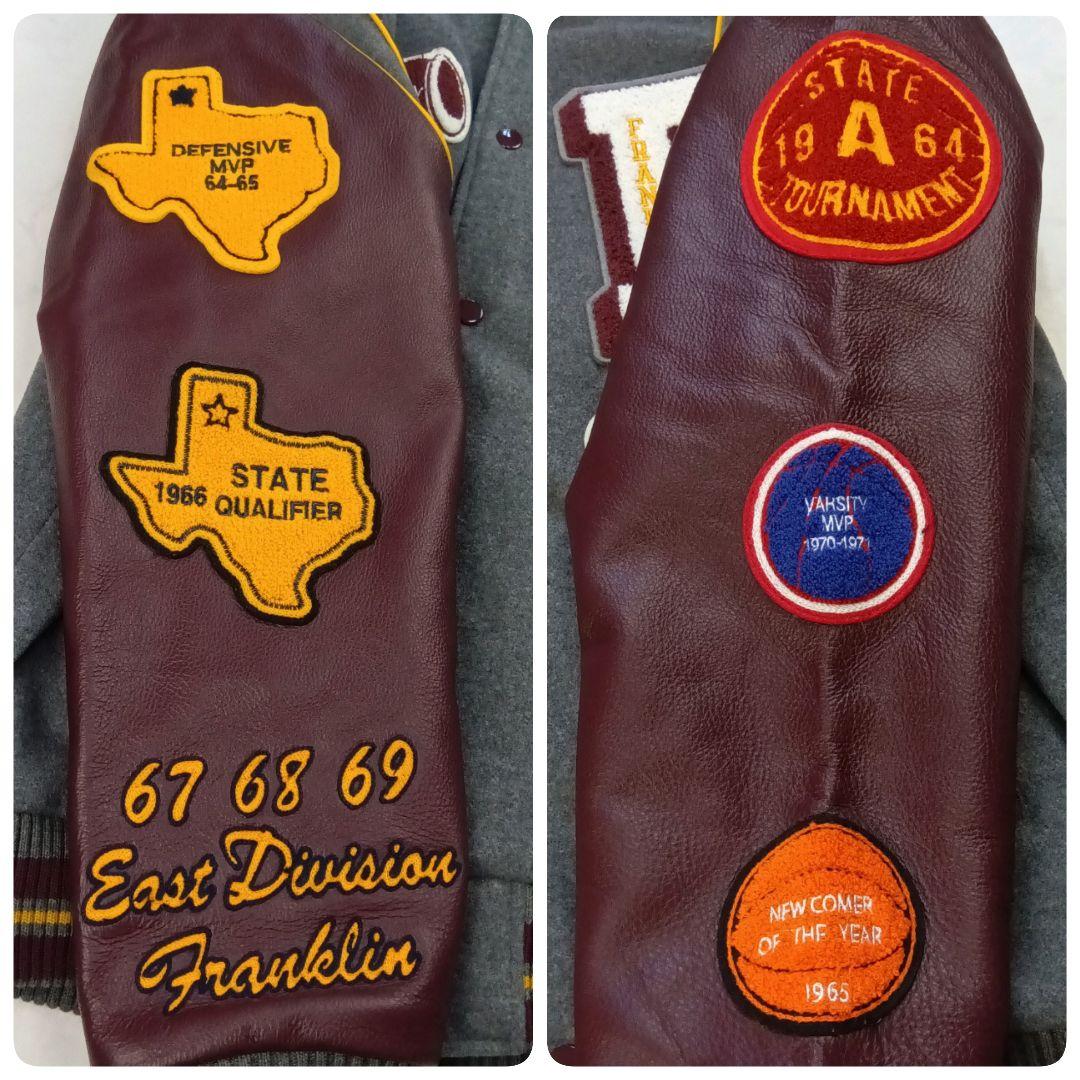 DEFENSIVE
MVP
64-65
STATE
1966 QUALIFIER
67 68 69
East Division
Franklin
FRAN
STATE
19 A 64
TOURNAMENT
VARSITY
MVP
1970-1971
NEW COMER
OF THE YEAR
1965